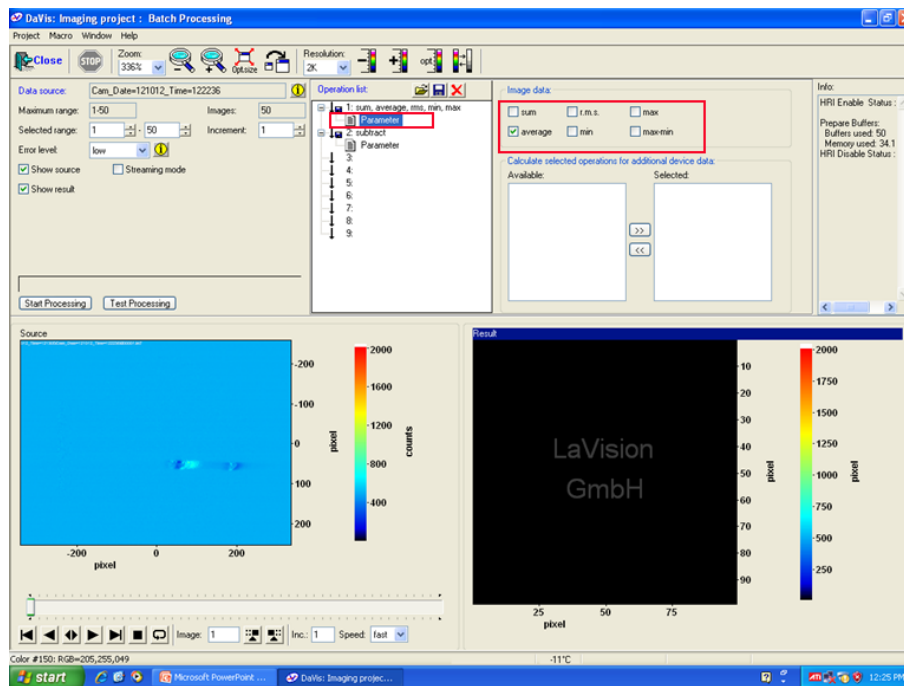 DaVis: Imaging project : Batch Processing
Project Macro Window Help
Close STOP Zoom: 336% Opt.size Resolution: 2K opt
Data source: Cam_Date=121012_Time=122236
Maximum range: 1-50 Images: 50
Selected range: 1 - 50 Increment: 1
Error level: low
Show source Streaming mode
Show result
Start Processing Test Processing
Operation list:
1: sum, average, rms, min, max
Parameter
2: subtract
Parameter
3:
4:
5:
6:
7:
8:
9:
Image data:
sum r.m.s. max
average min max-min
Calculate selected operations for additional device data:
Available: Selected:
>>
<<
Info:
HRI Enable Status :
Prepare Buffers:
Buffers used: 50
Memory used: 34.1
HRI Disable Status :
Source
-200
-100
-0
100
200
pixel
-200 0 200
pixel
2000
1600
1200
800
400
counts
Result
LaVision
GmbH
10
20
30
40
50
60
70
80
90
pixel
25 50 75
pixel
2000
1750
1500
1250
1000
750
500
250
pixel
Image: 1 Inc.: 1 Speed: fast
Color #150: RGB=205,255,049 -11°C
start Microsoft PowerPoint ... DaVis: Imaging projec... 12:25 PM